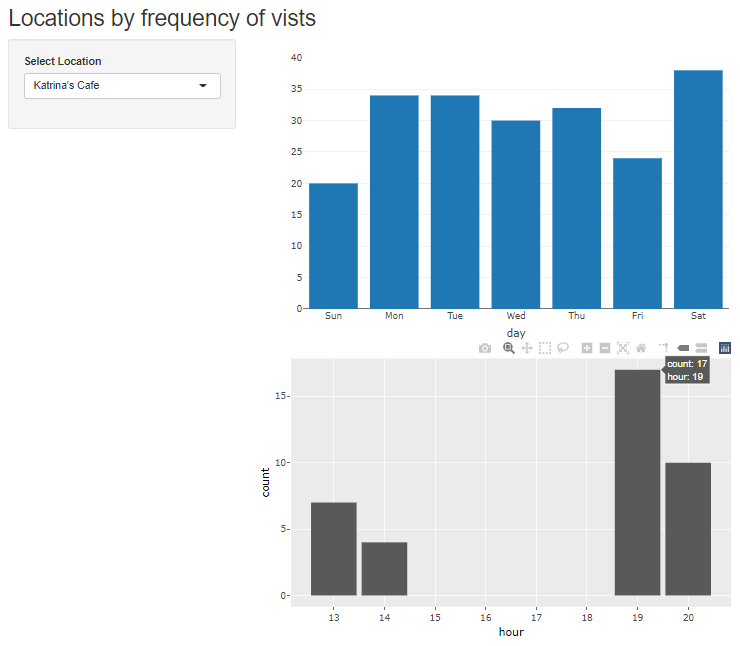 Locations by frequency of vists
Select Location
Katrina's Cafe
40
35
30
25
20
15
10
5
0
Sun Mon Tue Wed Thu Fri Sat
day
count: 17
hour: 19
15
10
5
0
count
13 14 15 16 17 18 19 20
hour